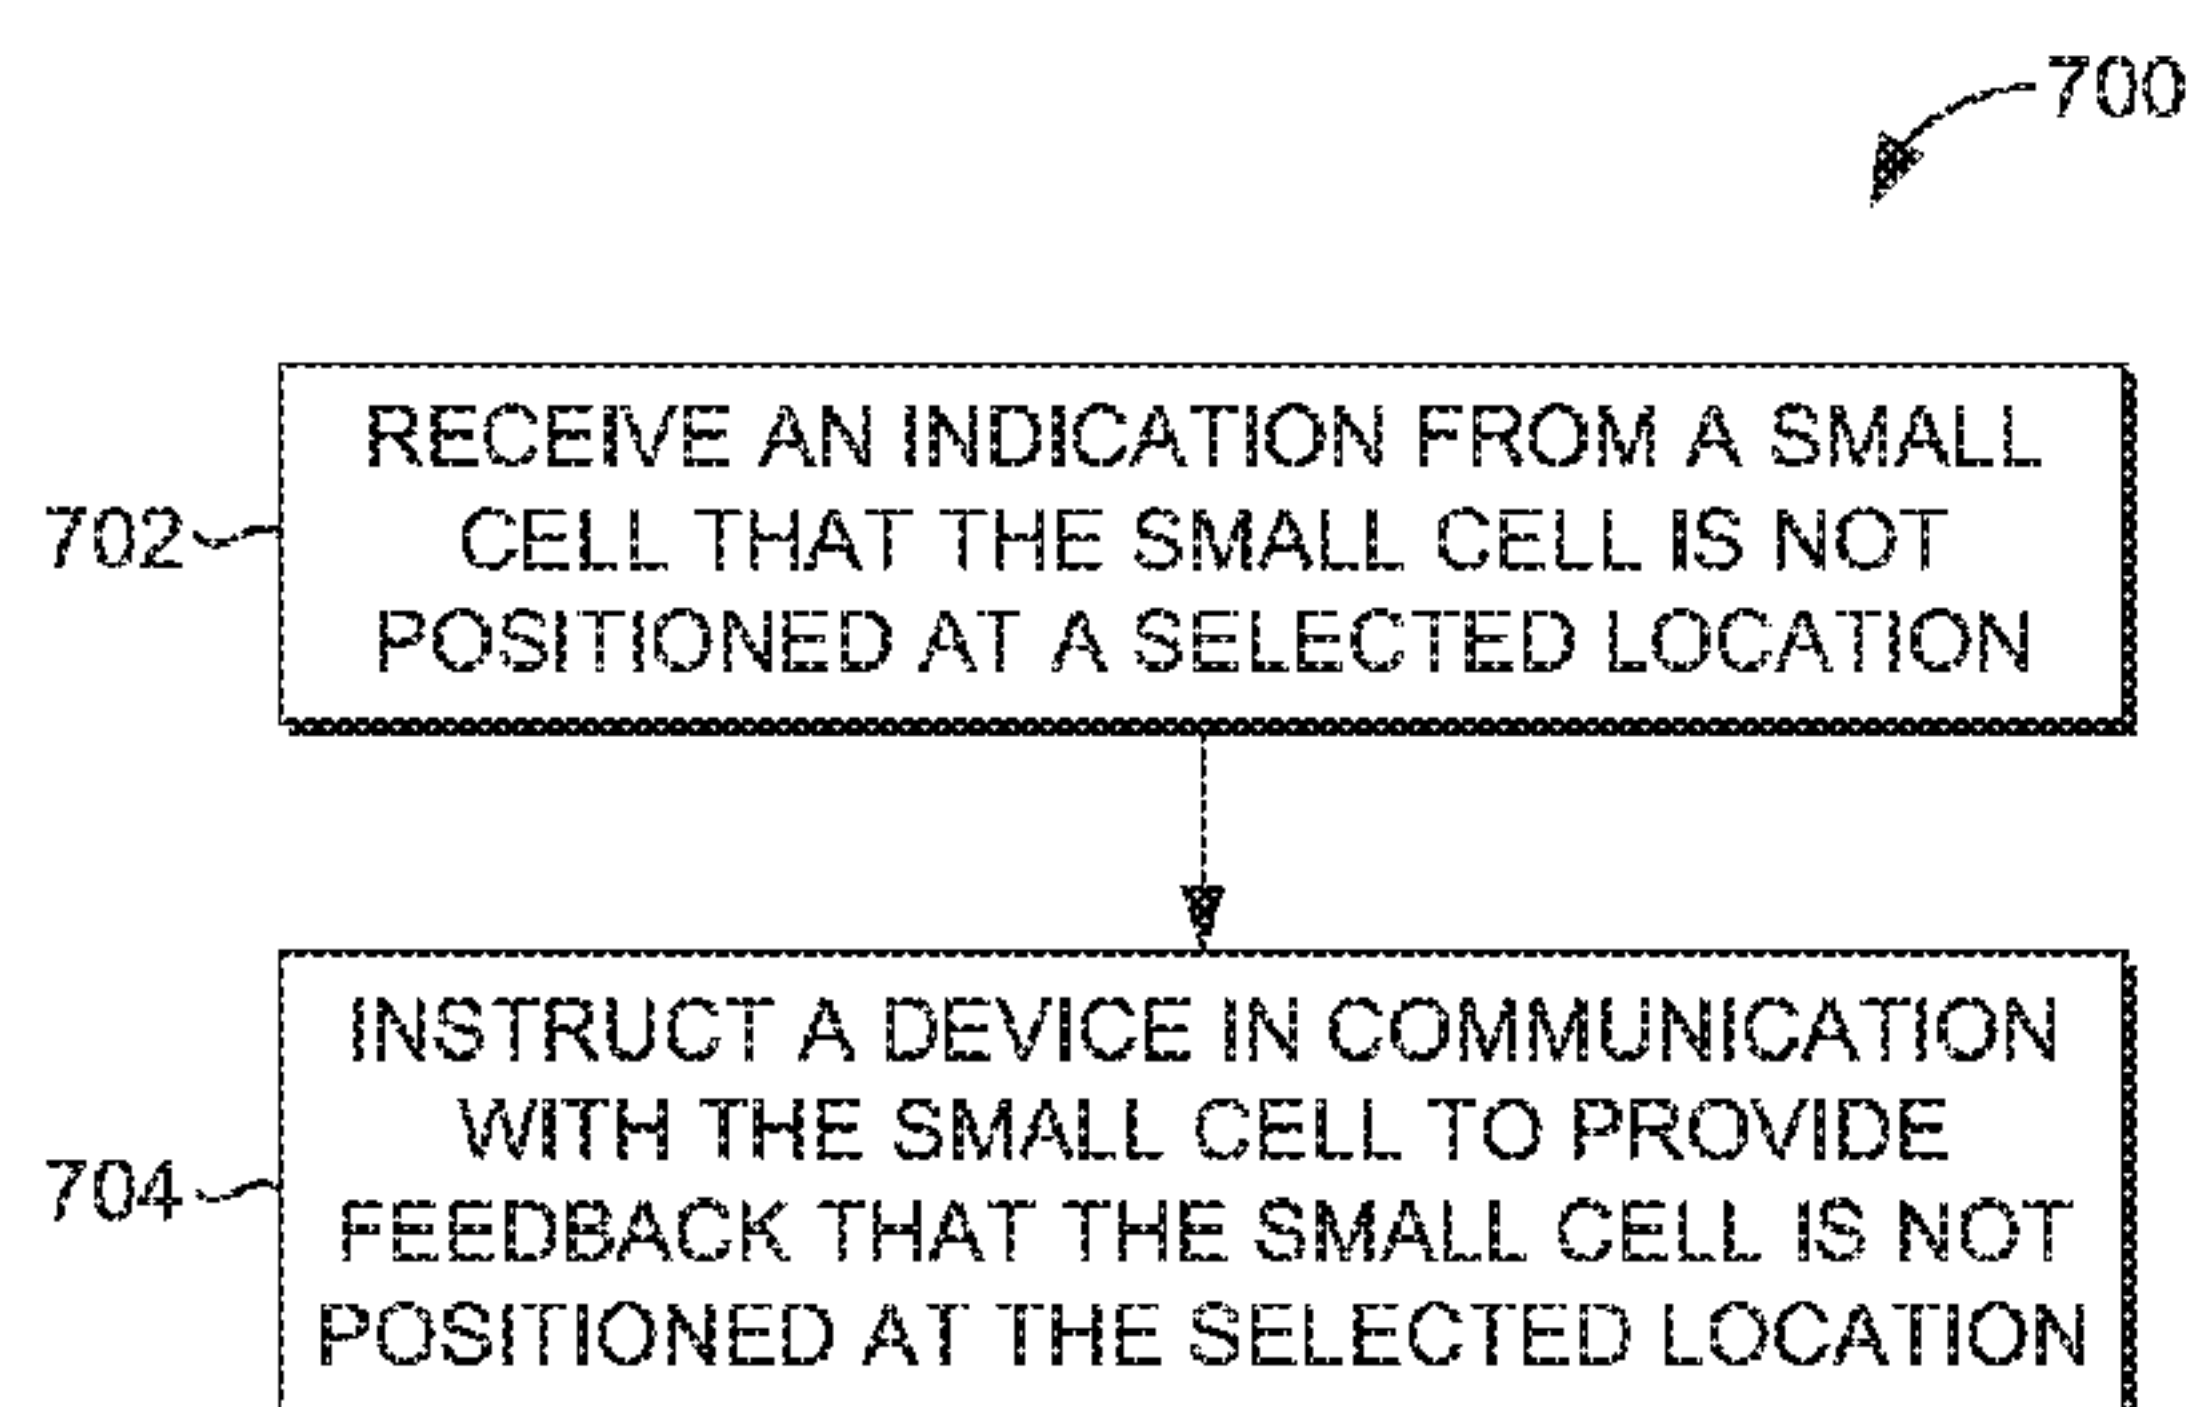 700
702
RECEIVE AN INDICATION FROM A SMALL
CELL THAT THE SMALL CELL IS NOT
POSITIONED AT A SELECTED LOCATION
704
INSTRUCT A DEVICE IN COMMUNICATION
WITH THE SMALL CELL TO PROVIDE
FEEDBACK THAT THE SMALL CELL IS NOT
POSITIONED AT THE SELECTED LOCATION